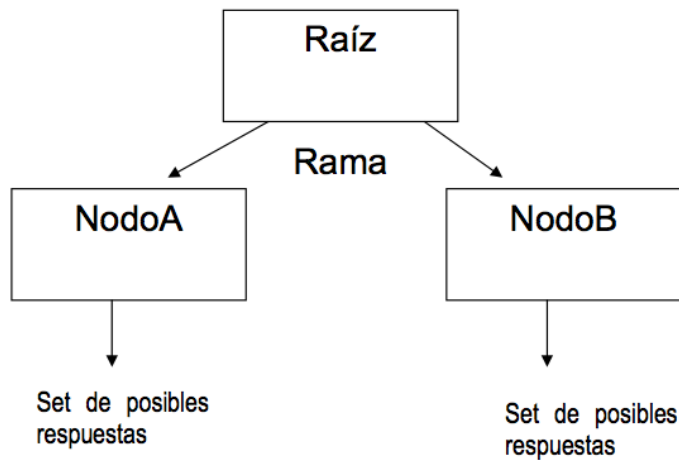 Raíz
Rama
NodoA
NodoB
Set de posibles
respuestas
Set de posibles
respuestas